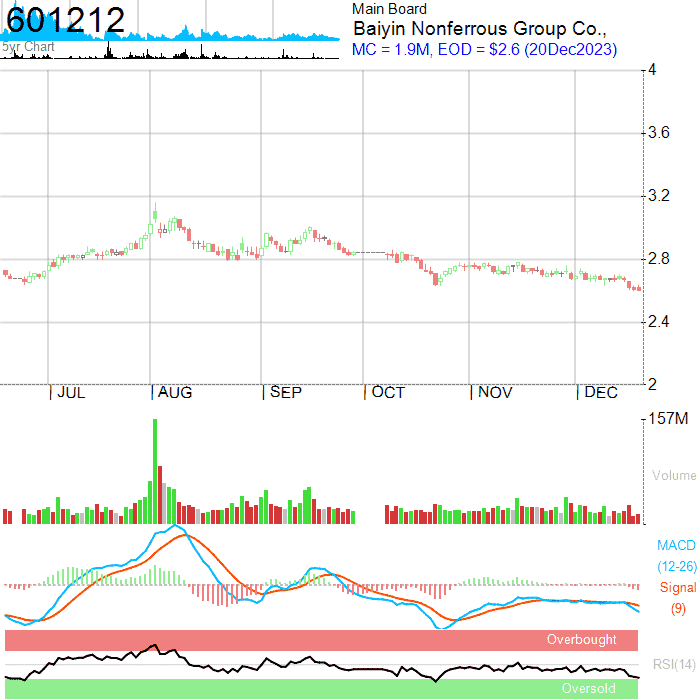 601212
5yr Chart
Main Board
Baiyin Nonferrous Group Co.,
MC = 1.9M, EOD = $2.6 (20Dec2023)
4
3.6
3.2
2.8
2.4
2
JUL
AUG
SEP
OCT
NOV
DEC
157M
Volume
MACD
(12-26)
Signal
(9)
Overbought
RSI(14)
Oversold